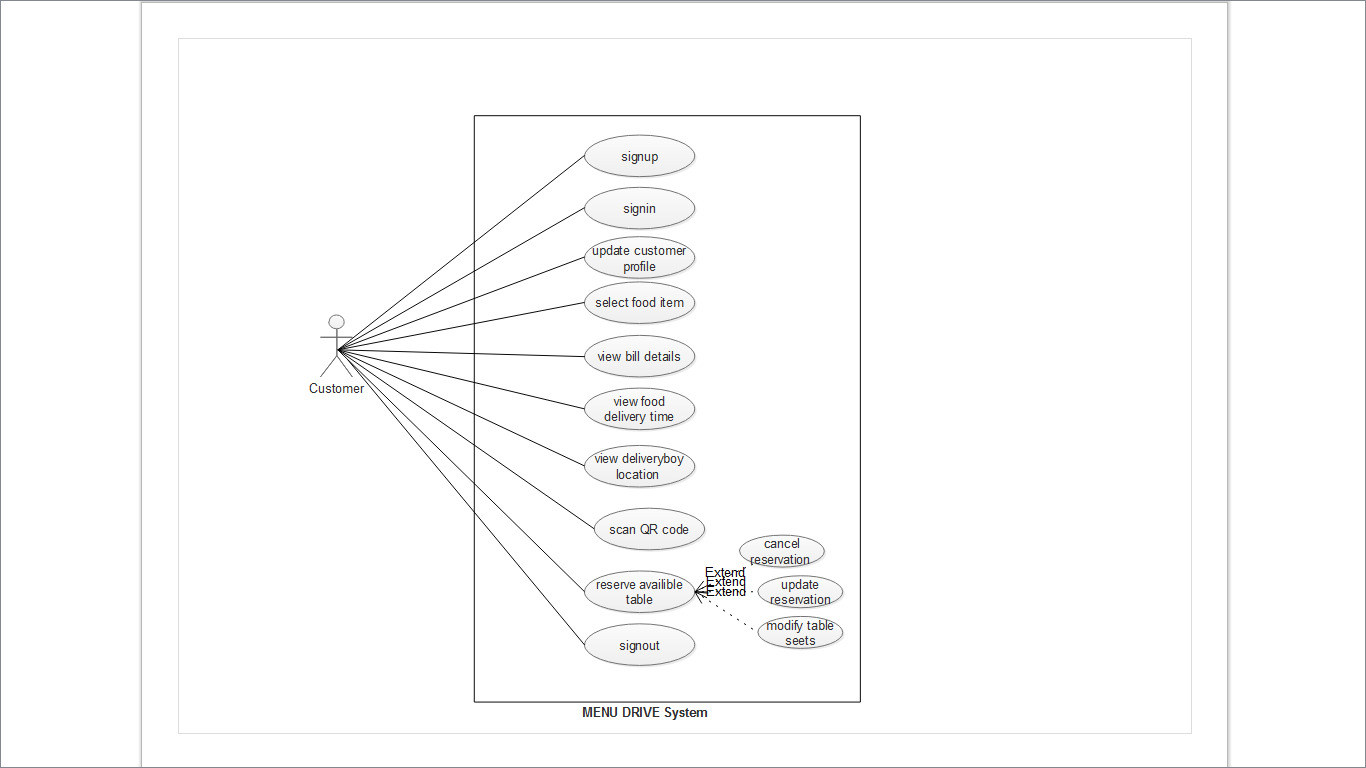 signup
signin
update customer
profile
select food item
view bill details
view food
delivery time
view deliveryboy
location
Customer
scan QR code
cancel
reservation
Extend
Extend
Extend
reserve availible
table
update
reservation
modify table
seets
signout
MENU DRIVE System